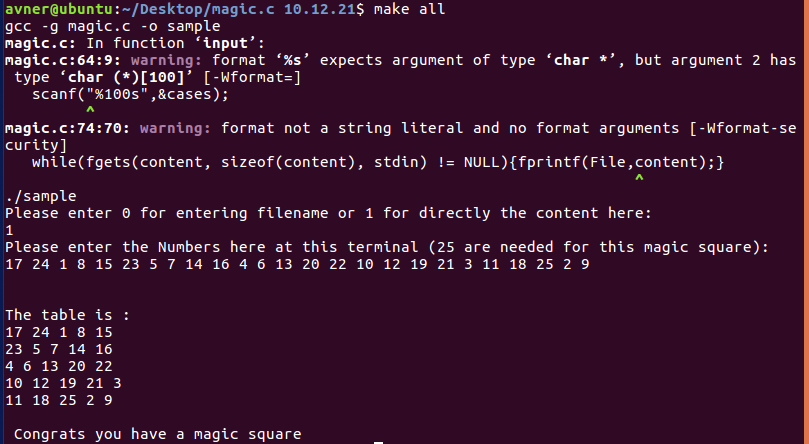 avner@ubuntu:~/Desktop/magic.c 10.12.21$ make all
gcc -g magic.c -o sample
magic.c: In function ‘input’:
magic.c:64:9: warning: format ‘%s’ expects argument of type ‘char *’, but argument 2 has
 type ‘char (*)[100]’ [-Wformat=]
   scanf("%100s",&cases);
         ^
magic.c:74:70: warning: format not a string literal and no format arguments [-Wformat-se
curity]
   while(fgets(content, sizeof(content), stdin) != NULL){fprintf(File,content);}
                                                                      ^
./sample
Please enter 0 for entering filename or 1 for directly the content here:
1
Please enter the Numbers here at this terminal (25 are needed for this magic square):
17 24 1 8 15 23 5 7 14 16 4 6 13 20 22 10 12 19 21 3 11 18 25 2 9
The table is :
17 24 1 8 15
23 5 7 14 16
4 6 13 20 22
10 12 19 21 3
11 18 25 2 9
 Congrats you have a magic square